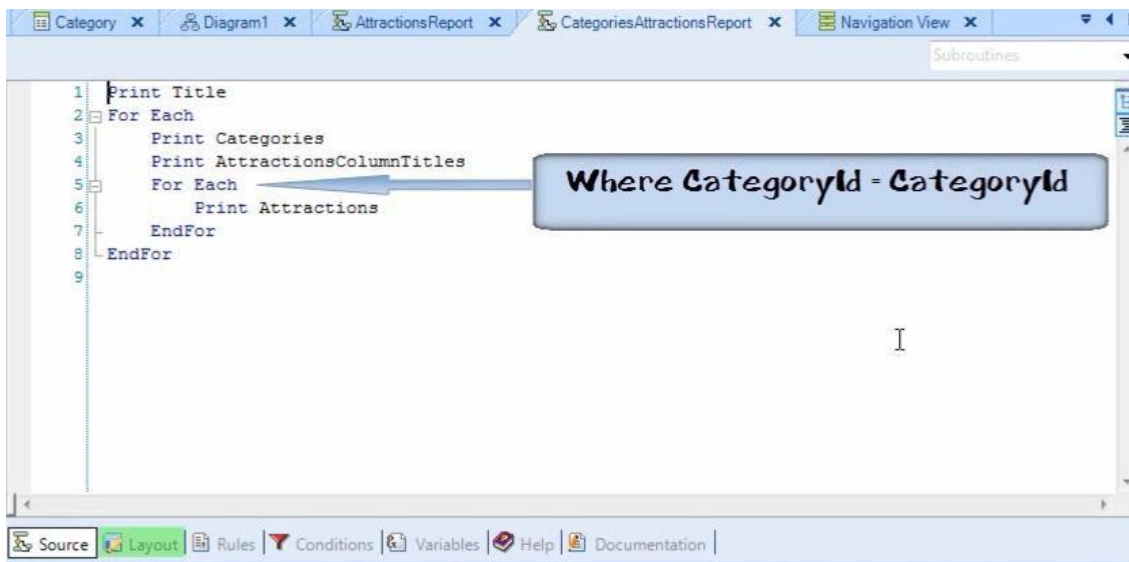 Category Diagram1 AttractionsReport CategoriesAttractionsReport Navigation View
Subroutines
1 Print Title
2 For Each
3 Print Categories
4 Print AttractionsColumnTitles
5 For Each
6 Print Attractions
7 EndFor
8 EndFor
9
Where CategoryId = CategoryId
Source Layout Rules Conditions Variables Help Documentation